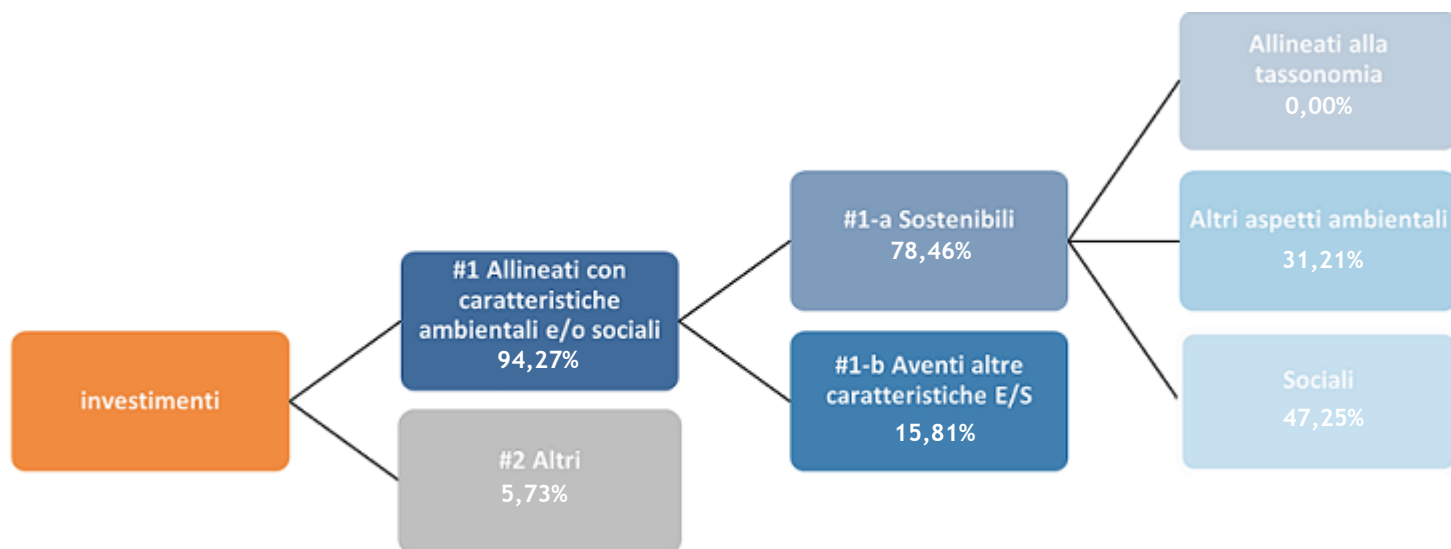 investimenti
#1 Allineati con
caratteristiche
ambientali e/o sociali
94,27%
#2 Altri
5,73%
#1-a Sostenibili
78,46%
#1-b Aventi altre
caratteristiche E/S
15,81%
Allineati alla
tassonomia
0,00%
Altri aspetti ambientali
31,21%
Sociali
47,25%